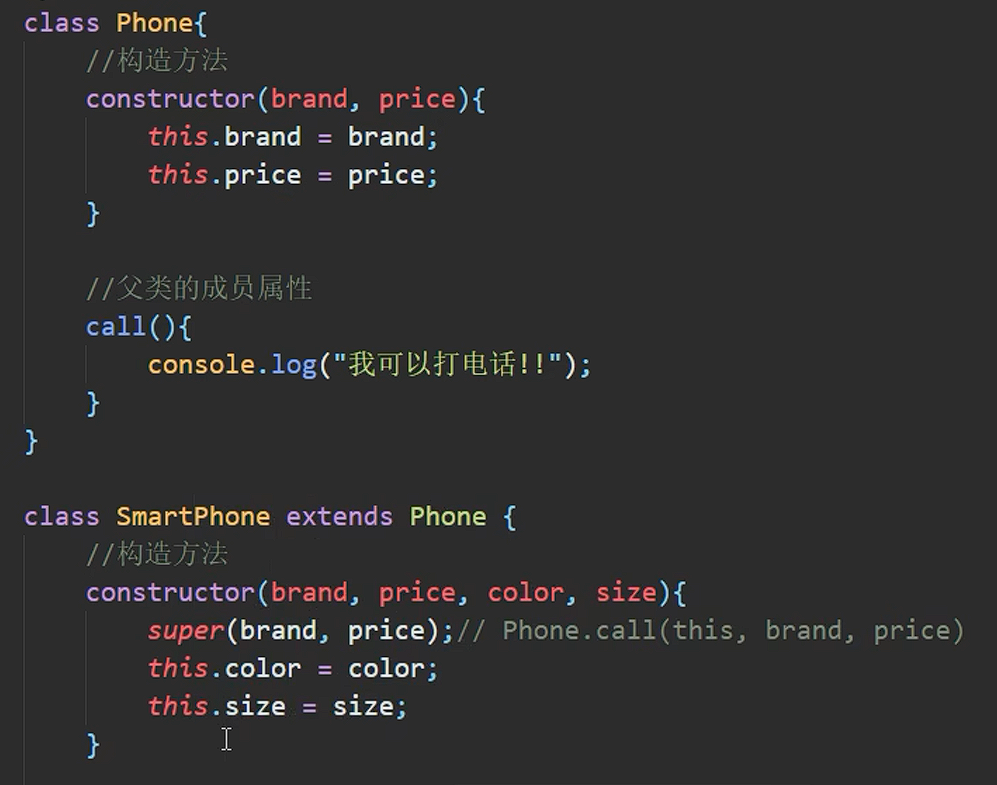 class Phone{
//构造方法
constructor(brand, price){
this.brand = brand;
this.price = price;
}
//父类的成员属性
call(){
console.log("我可以打电话!!");
}
}
class SmartPhone extends Phone {
//构造方法
constructor(brand, price, color, size){
super(brand, price);// Phone.call(this, brand, price)
this.color = color;
this.size = size;
}